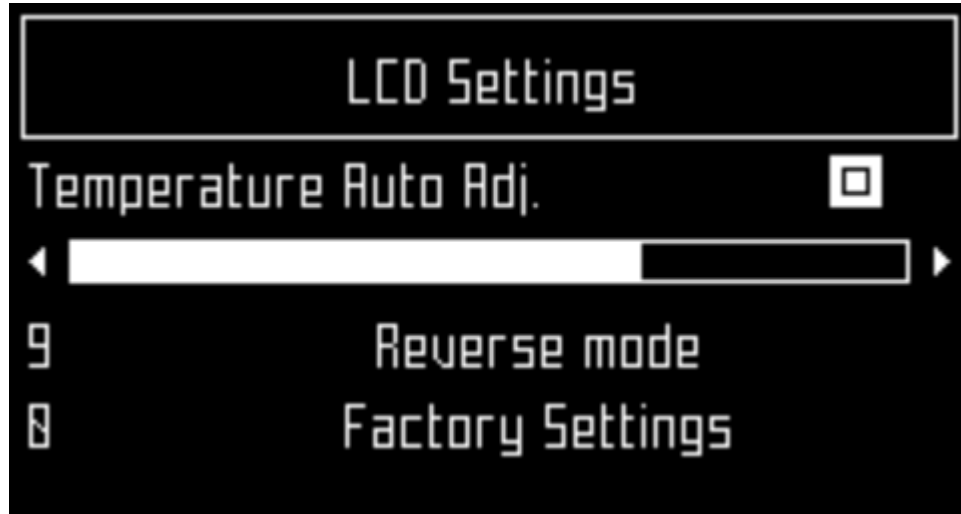 LCD Settings
Temperature Auto Adj.
9 Reverse mode
0 Factory Settings